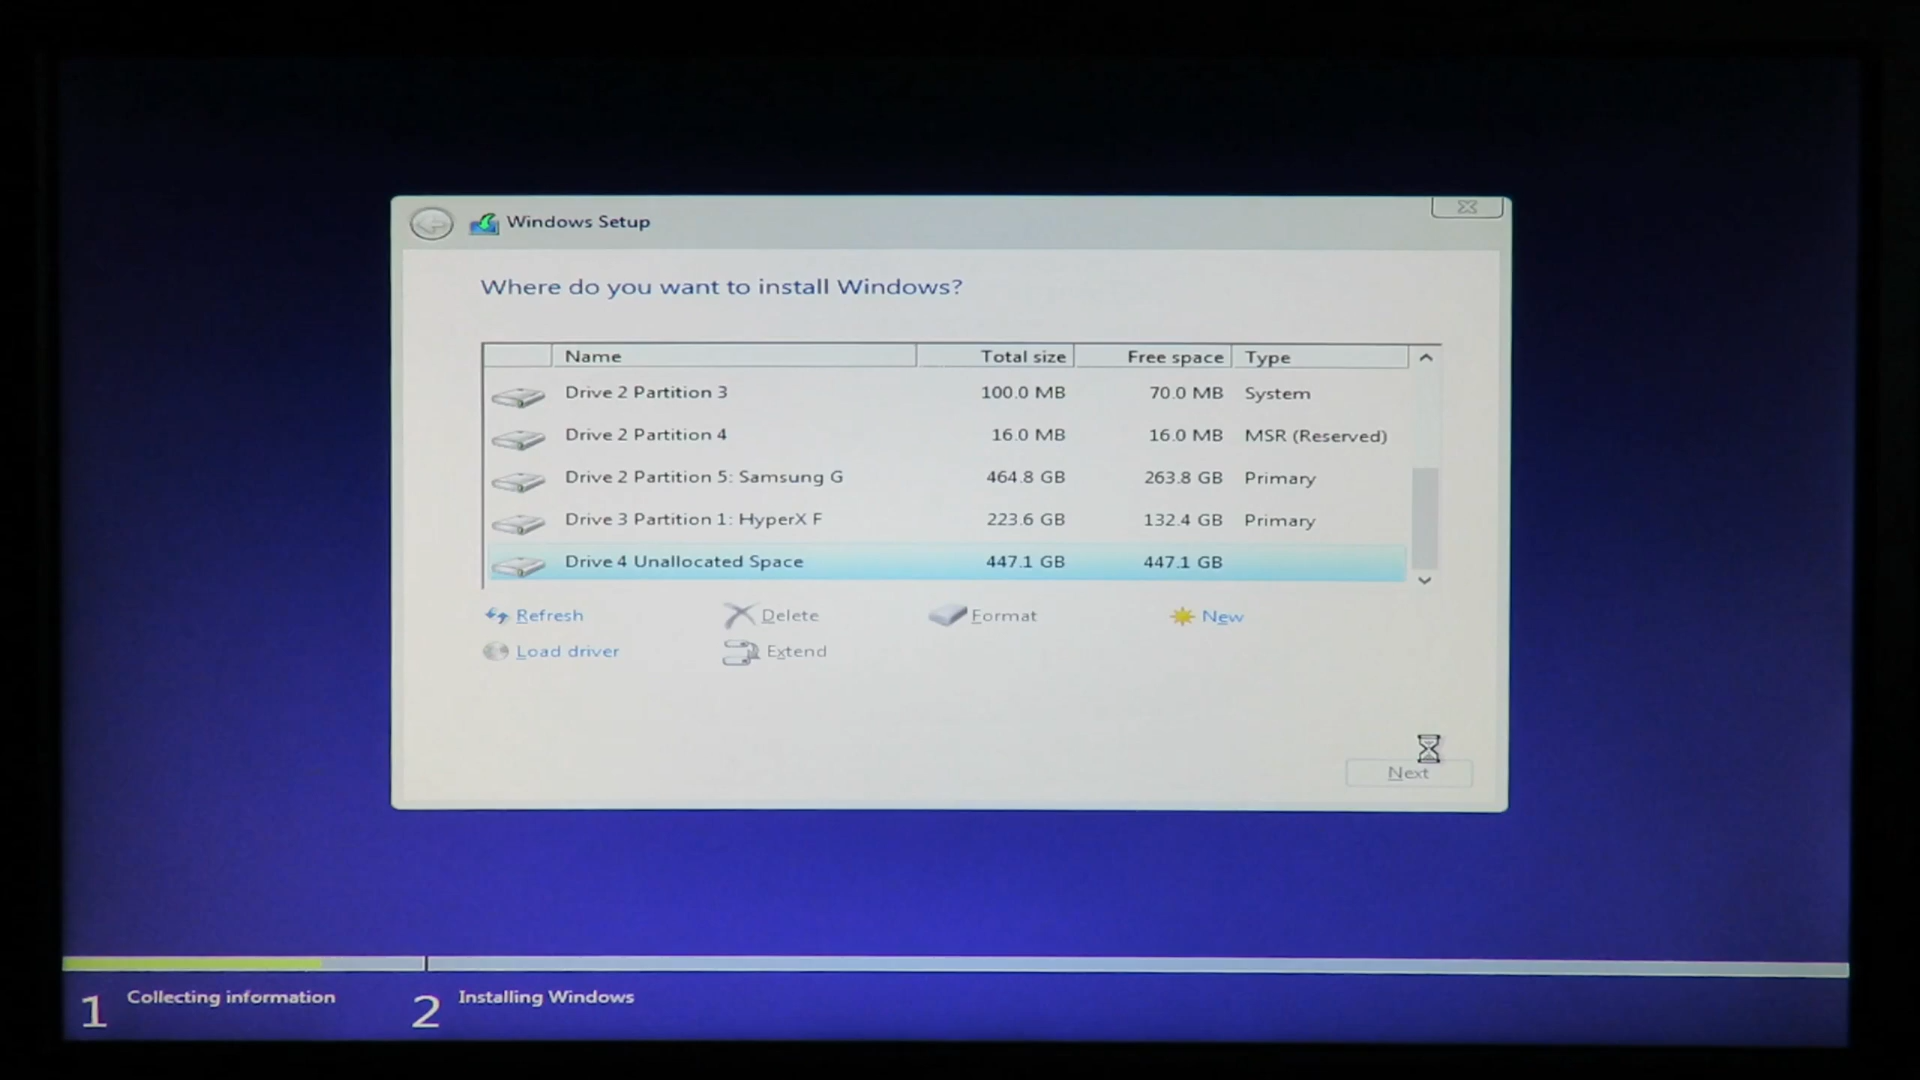 Windows Setup
Where do you want to install Windows?
Name Total size Free space Type
Drive 2 Partition 3 100.0 MB 70.0 MB System
Drive 2 Partition 4 16.0 MB 16.0 MB MSR (Reserved)
Drive 2 Partition 5: Samsung G 464.8 GB 263.8 GB Primary
Drive 3 Partition 1: HyperX F 223.6 GB 132.4 GB Primary
Drive 4 Unallocated Space 447.1 GB 447.1 GB
Refresh Delete Format New
Load driver Extend
Next
1 Collecting information 2 Installing Windows